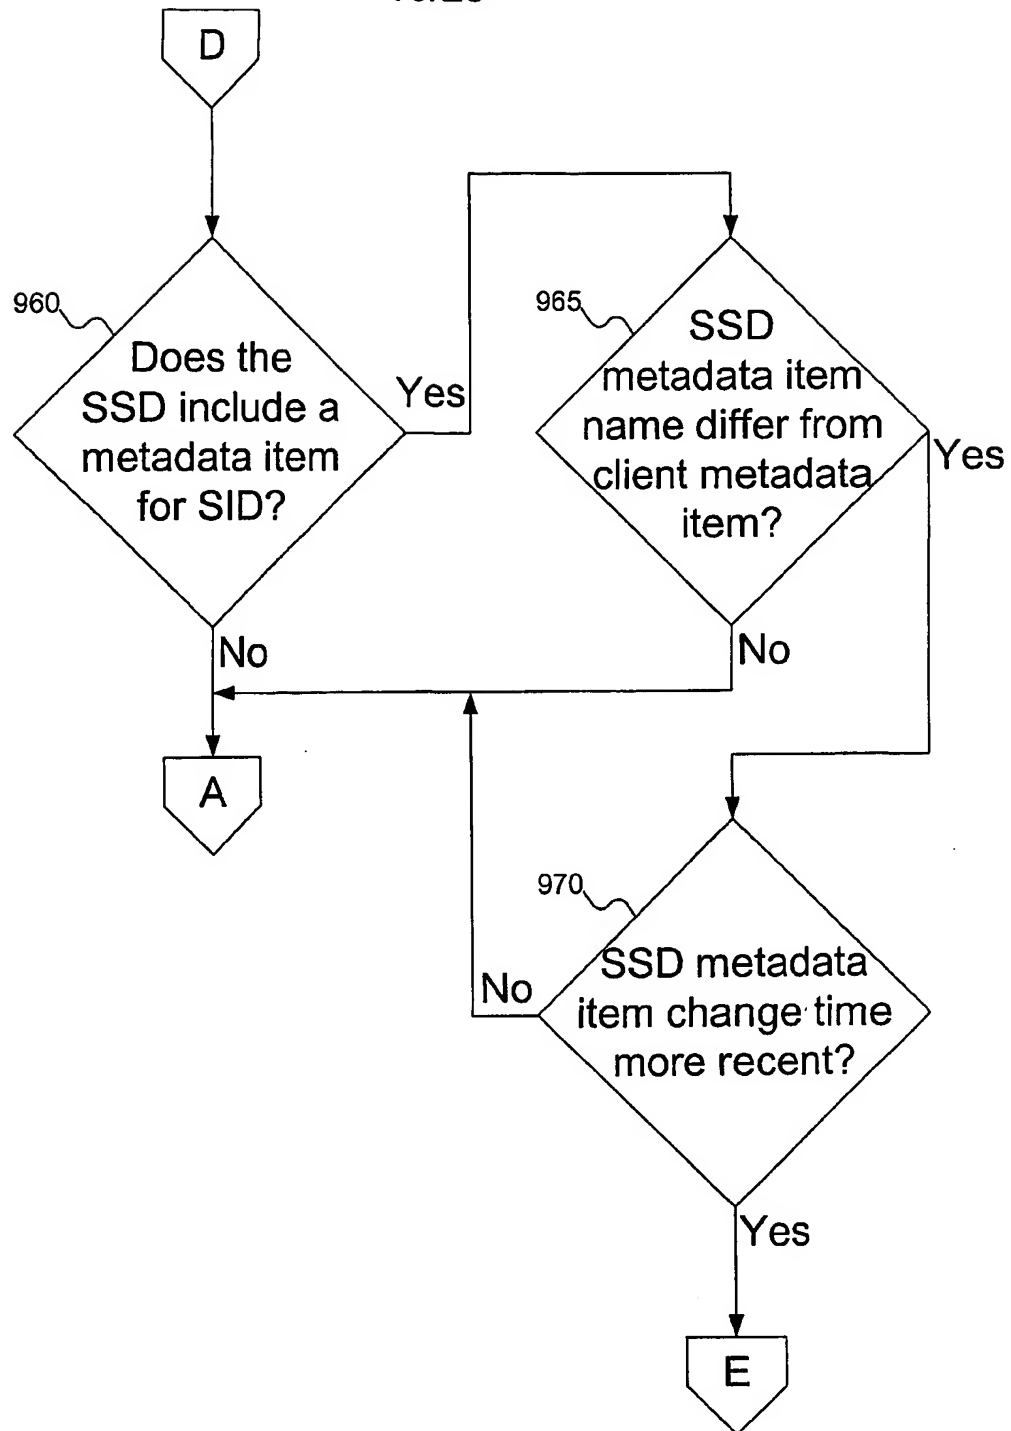 D
960
Does the
SSD include a
metadata item
for SID?
Yes
No
A
965
SSD
metadata item
name differ from
client metadata
item?
Yes
No
970
SSD metadata
item change time
more recent?
No
Yes
E